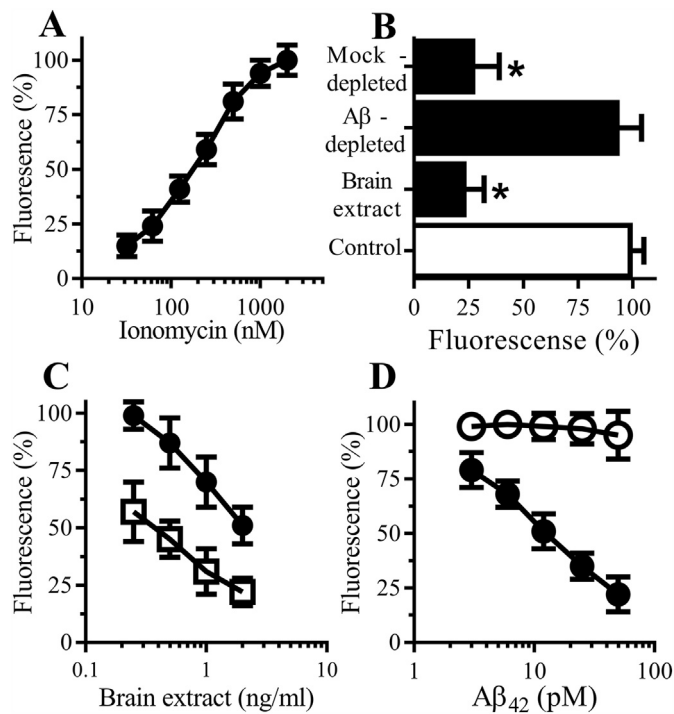 A
Fluoresence (%)
100
75
50
25
0
10
100
1000
Ionomycin (nM)
B
Mock -
depleted
*
Aβ -
depleted
Brain
extract
*
Control
0
25
50
75
100
Fluorescense (%)
C
Fluorescence (%)
100
75
50
25
0
0.1
1
10
Brain extract (ng/ml)
D
Fluorescence (%)
100
75
50
25
0
1
10
100
Aβ42 (pM)